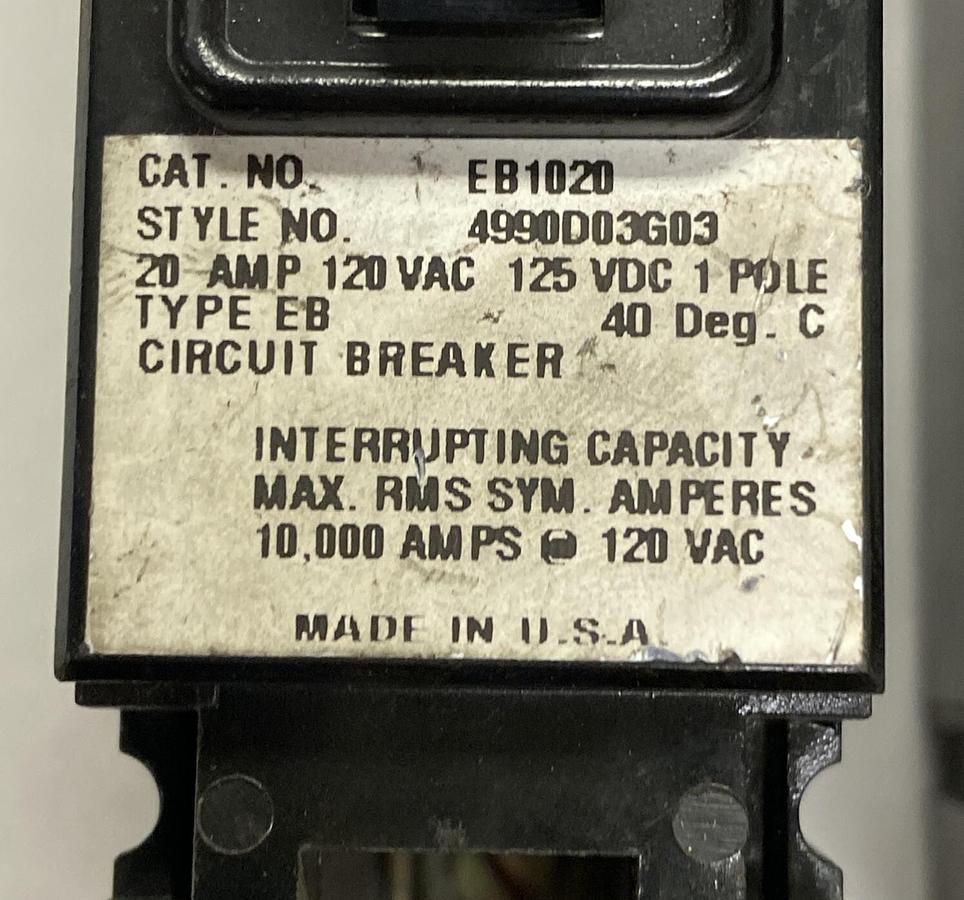 CAT. NO. EB1020
STYLE NO. 4990D03G03
20 AMP 120 VAC 125 VDC 1 POLE
TYPE EB 40 Deg. C
CIRCUIT BREAKER
INTERRUPTING CAPACITY
MAX. RMS SYM. AMPERES
10,000 AMPS @ 120 VAC
MADE IN U.S.A.